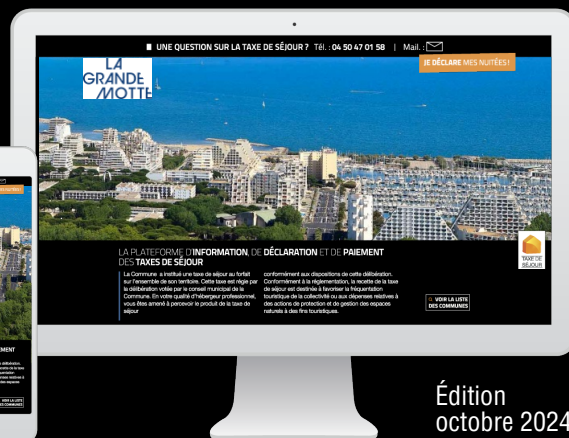 UNE QUESTION SUR LA TAXE DE SÉJOUR ? Tél. : 04 50 47 01 58 | Mail. :
JE DÉCLARE MES NUITÉES !
LA
GRANDE
MOTTE
LA PLATEFORME D'INFORMATION, DE DÉCLARATION ET DE PAIEMENT
DES TAXES DE SÉJOUR
La Commune a institué une taxe de séjour au forfait
sur l'ensemble de son territoire. Cette taxe est régie par
la délibération votée par le conseil municipal de la
Commune. En votre qualité d'hébergeur professionnel,
vous êtes amené à percevoir le produit de la taxe de
séjour
conformément aux dispositions de cette délibération.
Conformément à la réglementation, la recette de la taxe
de séjour est destinée à favoriser la fréquentation
touristique de la collectivité ou aux dépenses relatives à
des actions de protection et de gestion des espaces
naturels à des fins touristiques.
TAXE DE
SÉJOUR
VOIR LA LISTE
DES COMMUNES
EMENT
VOIR LA LISTE
DES COMMUNES
Édition
octobre 2024